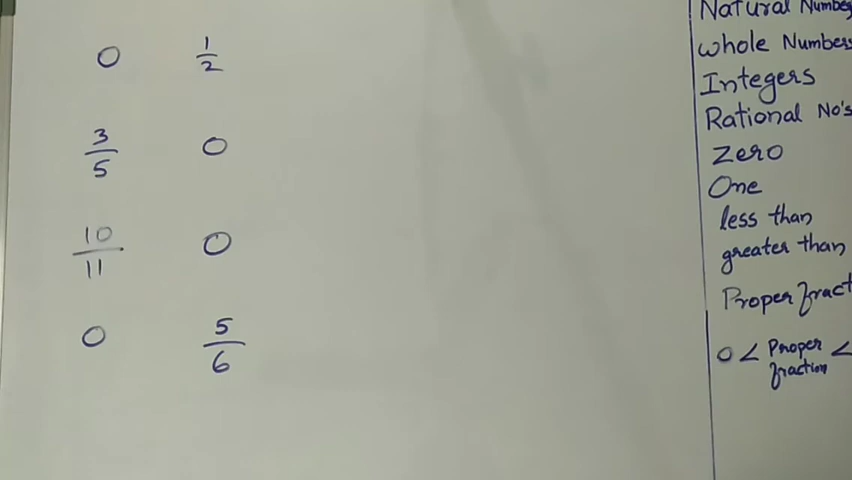 0 1/2
3/5 0
10/11 0
0 5/6
Natural Number
Whole Numbers
Integers
Rational No's
Zero
One
less than
greater than
Proper fract
0 < Proper fraction <